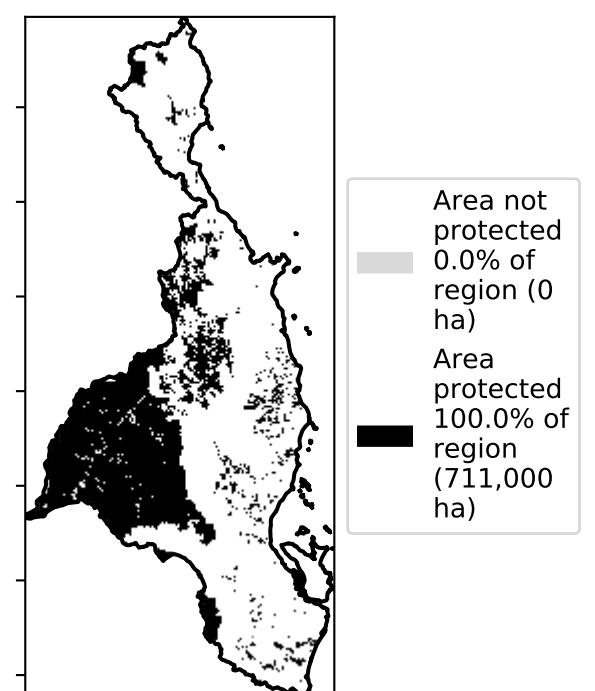 Area not
protected
0.0% of
region (0
ha)
Area
protected
100.0% of
region
(711,000
ha)